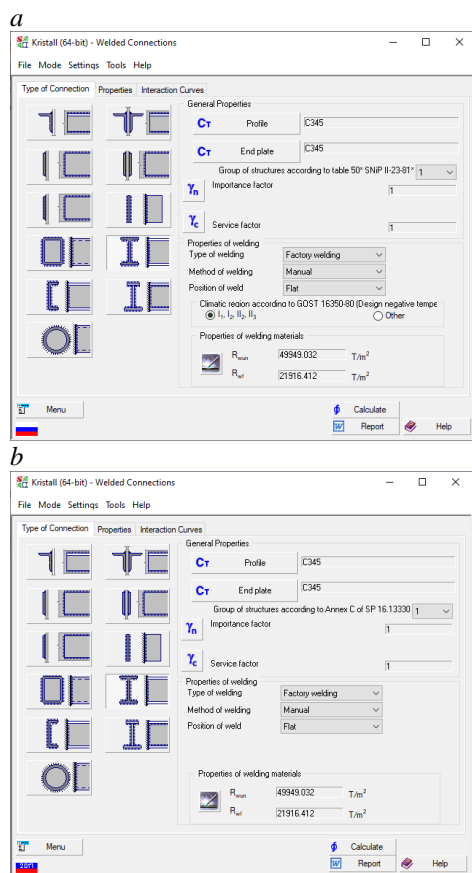 a
Kristall (64-bit) - Welded Connections
File Mode Settings Tools Help
Type of Connection Properties Interaction Curves
General Properties
Cт Profile C345
Cт End plate C345
Group of structures according to table 50* SNiP II-23-81* 1
γn Importance factor 1
γc Service factor 1
Properties of welding
Type of welding Factory welding
Method of welding Manual
Position of weld Flat
Climatic region according to GOST 16350-80 (Design negative tempe
I1, I2, II2, II3 Other
Properties of welding materials
Rwun 49949.032 T/m²
Rwf 21916.412 T/m²
Menu Calculate
Report Help
b
Kristall (64-bit) - Welded Connections
File Mode Settings Tools Help
Type of Connection Properties Interaction Curves
General Properties
Cт Profile C345
Cт End plate C345
Group of structures according to Annex C of SP 16.13330 1
γn Importance factor 1
γc Service factor 1
Properties of welding
Type of welding Factory welding
Method of welding Manual
Position of weld Flat
Properties of welding materials
Rwun 49949.032 T/m²
Rwf 21916.412 T/m²
Menu Calculate
Report Help